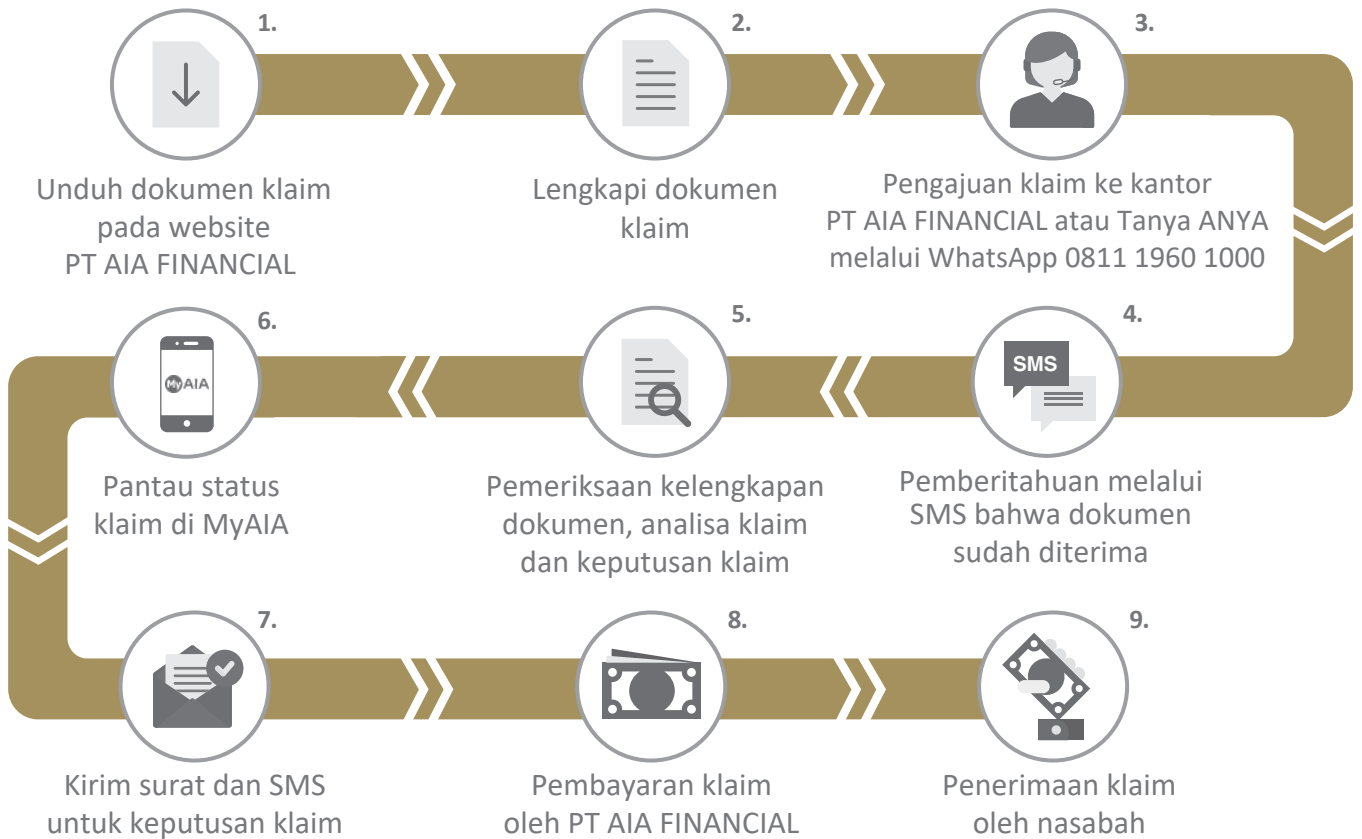 1.
Unduh dokumen klaim
pada website
PT AIA FINANCIAL
2.
Lengkapi dokumen
klaim
3.
Pengajuan klaim ke kantor
PT AIA FINANCIAL atau Tanya ANYA
melalui WhatsApp 0811 1960 1000
4.
SMS
Pemberitahuan melalui
SMS bahwa dokumen
sudah diterima
5.
Pemeriksaan kelengkapan
dokumen, analisa klaim
dan keputusan klaim
6.
MyAIA
Pantau status
klaim di MyAIA
7.
Kirim surat dan SMS
untuk keputusan klaim
8.
Pembayaran klaim
oleh PT AIA FINANCIAL
9.
Penerimaan klaim
oleh nasabah